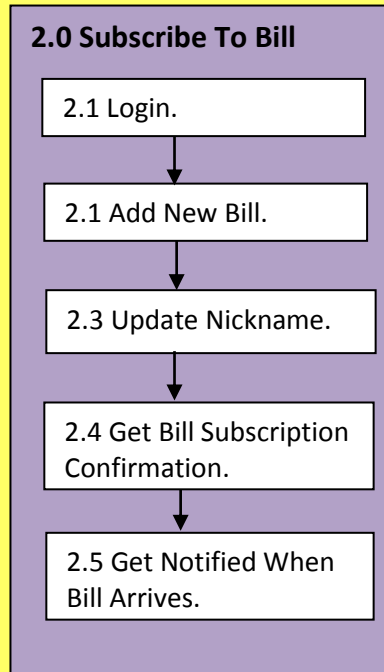 2.0 Subscribe To Bill
2.1 Login.
2.1 Add New Bill.
2.3 Update Nickname.
2.4 Get Bill Subscription
Confirmation.
2.5 Get Notified When
Bill Arrives.